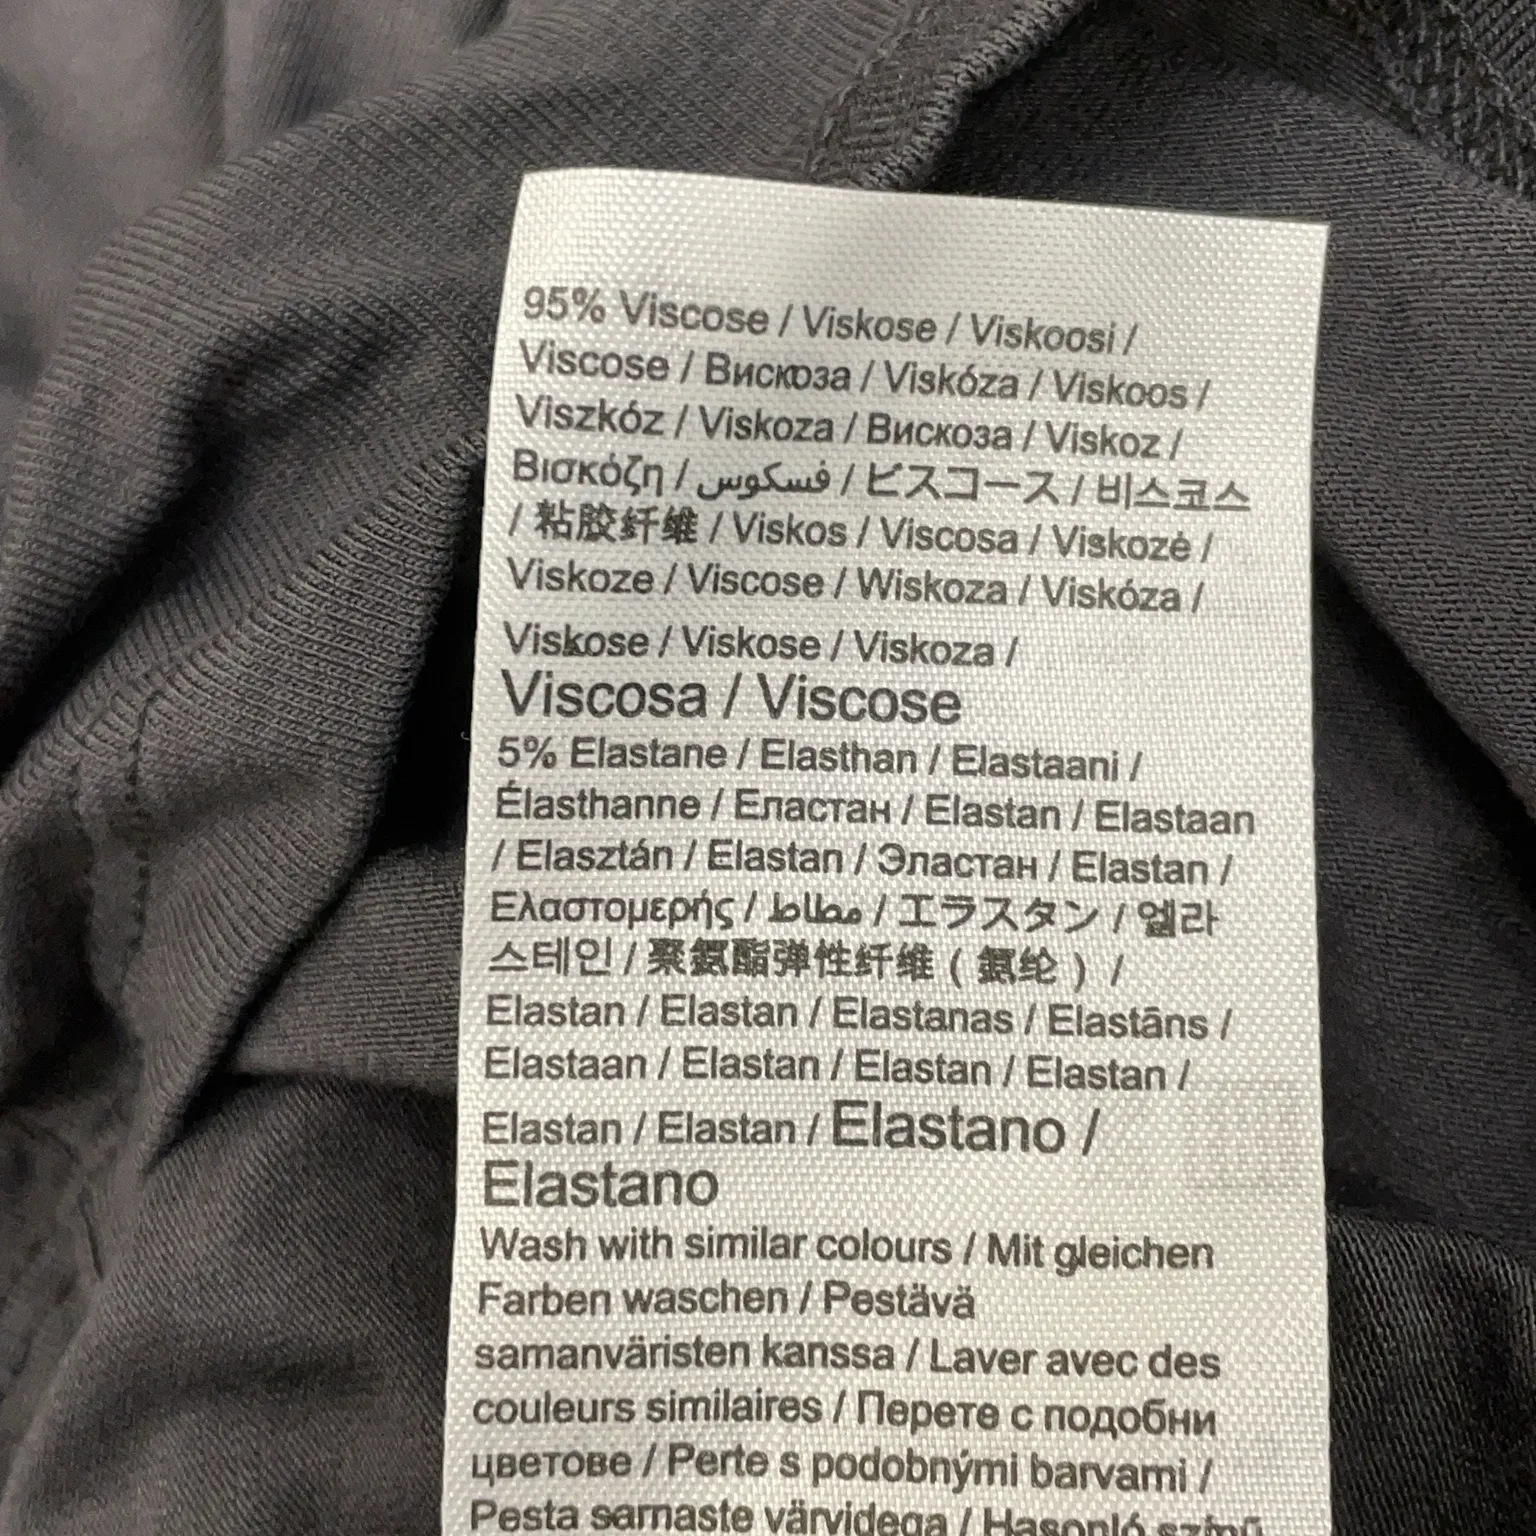 95% Viscose / Viskose / Viskoosi /
Viscose / Вискоза / Viskóza / Viskoos /
Viszkóz / Viskoza / Вискоза / Viskoz /
Βισκόζη / فسكوس / ビスコース / 비스코스
/ 粘胶纤维 / Viskos / Viscosa / Viskozė /
Viskoze / Viscose / Wiskoza / Viskóza /
Viskose / Viskose / Viskoza /
Viscosa / Viscose
5% Elastane / Elasthan / Elastaani /
Élasthanne / Еластан / Elastan / Elastaan
/ Elasztán / Elastan / Эластан / Elastan /
Ελαστομερής / مطاط / エラスタン / 엘라
스테인 / 聚氨酯弹性纤维 ( 氨纶 ) /
Elastan / Elastan / Elastanas / Elastāns /
Elastaan / Elastan / Elastan / Elastan /
Elastan / Elastan / Elastano /
Elastano
Wash with similar colours / Mit gleichen
Farben waschen / Pestävä
samanväristen kanssa / Laver avec des
couleurs similaires / Перете с подобни
цветове / Perte s podobnými barvami /
Pesta sarnaste värvidega / Hasonló színű